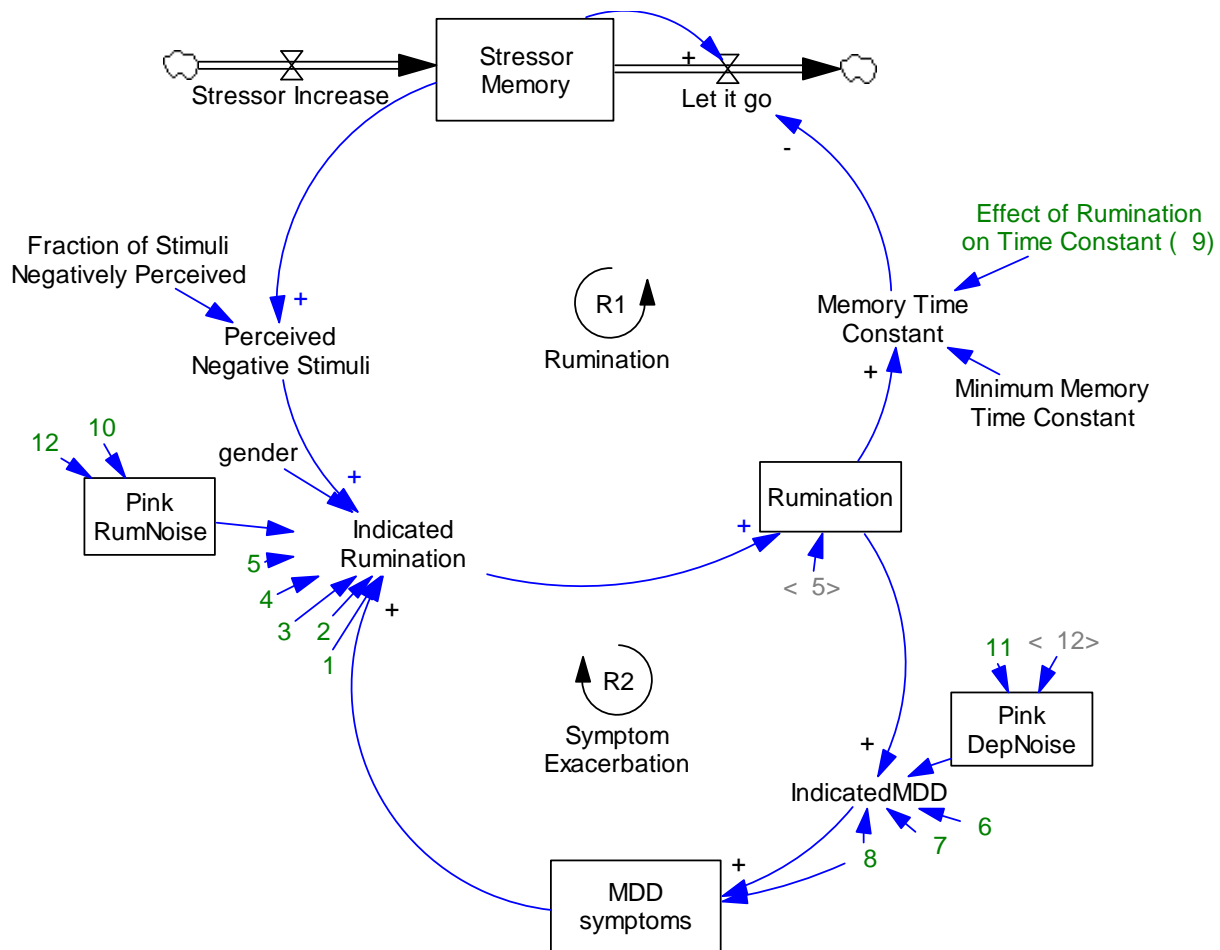 Stressor
Memory
+
Stressor Increase
Let it go
-
Effect of Rumination
on Time Constant ( 9)
Fraction of Stimuli
Negatively Perceived
+
R1
Rumination
Memory Time
Constant
Perceived
Negative Stimuli
+
Minimum Memory
Time Constant
12
10
gender
+
Pink
RumNoise
Rumination
Indicated
Rumination
+
5
4
3
2
1
+
< 5>
11
< 12>
R2
Symptom
Exacerbation
Pink
DepNoise
+
IndicatedMDD
6
7
8
+
MDD
symptoms